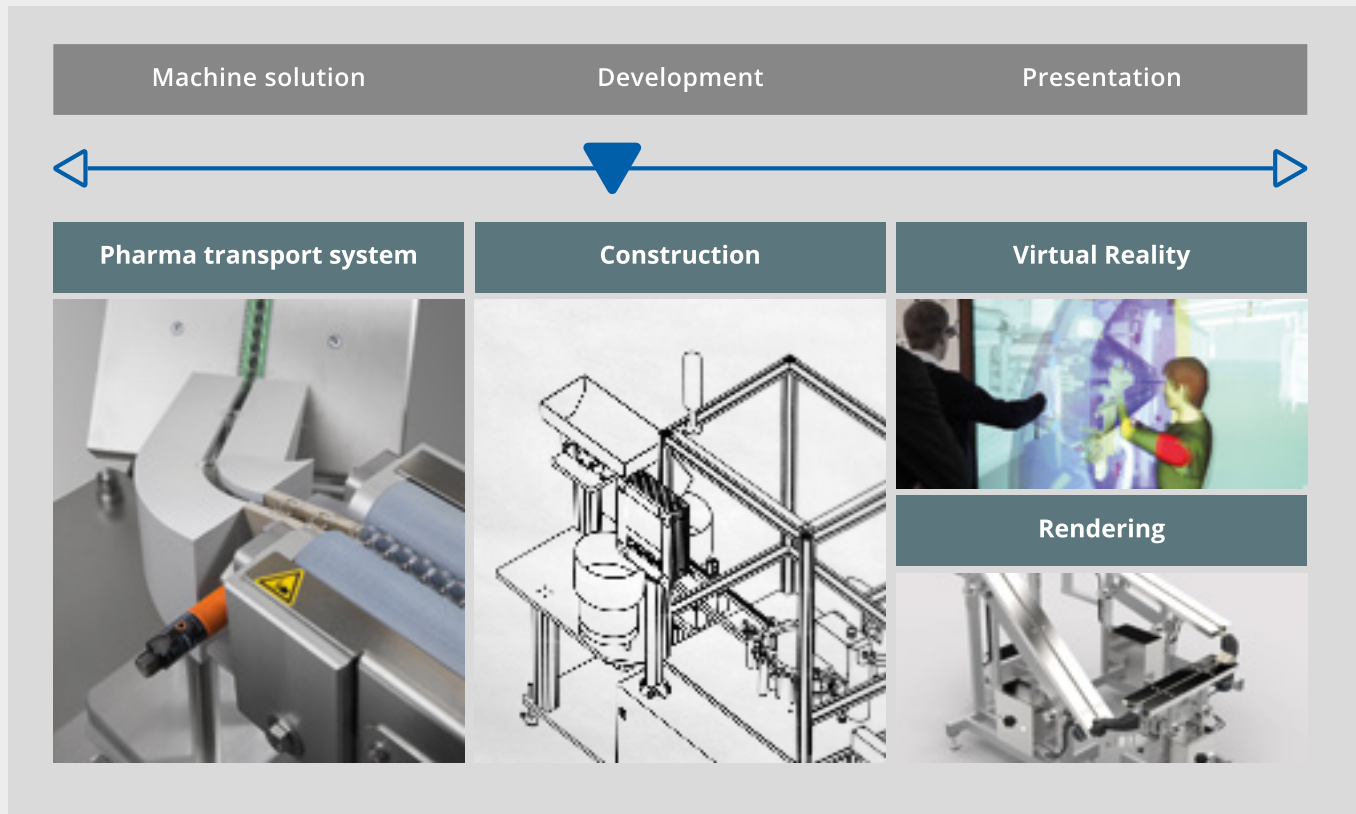 Machine solution
Development
Presentation
Pharma transport system
Construction
Virtual Reality
Rendering